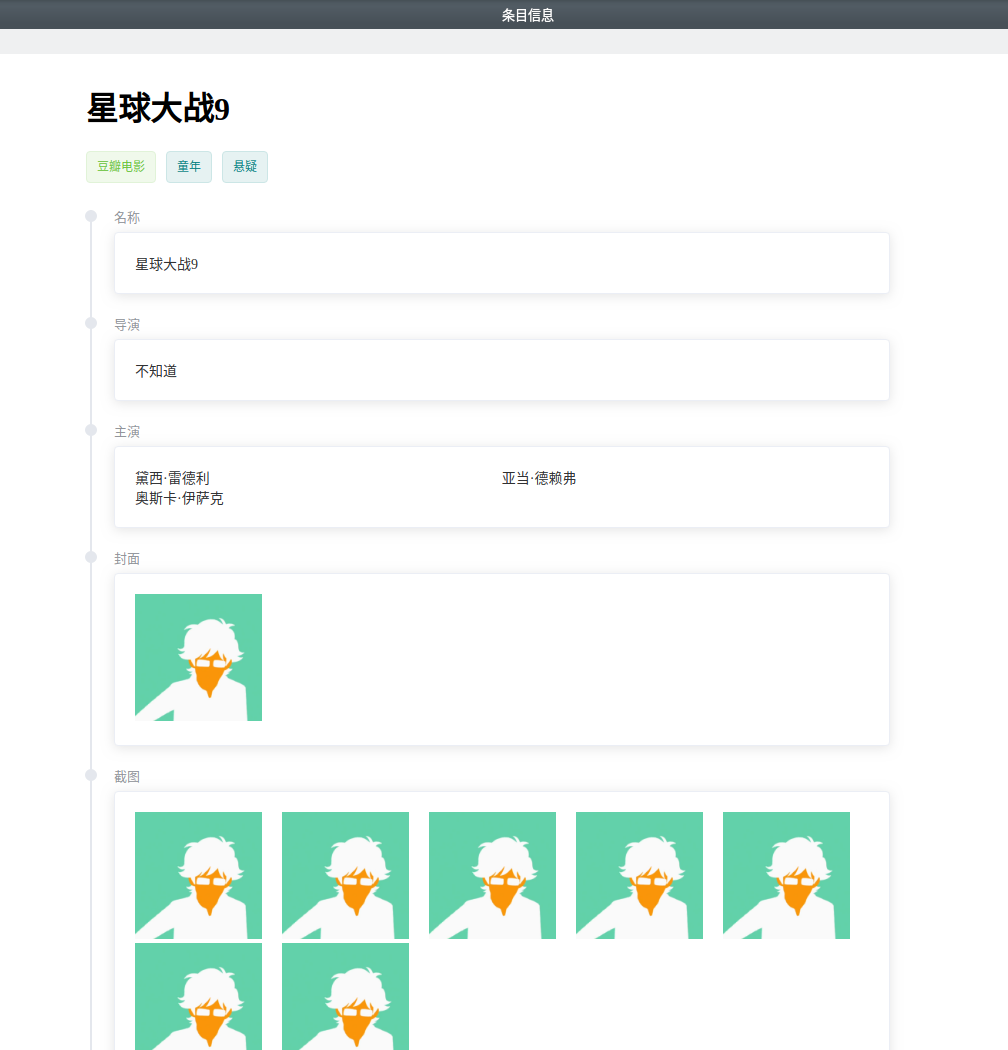 条目信息
星球大战9
豆瓣电影 童年 悬疑
名称
星球大战9
导演
不知道
主演
黛西·雷德利 亚当·德赖弗
奥斯卡·伊萨克
封面
截图